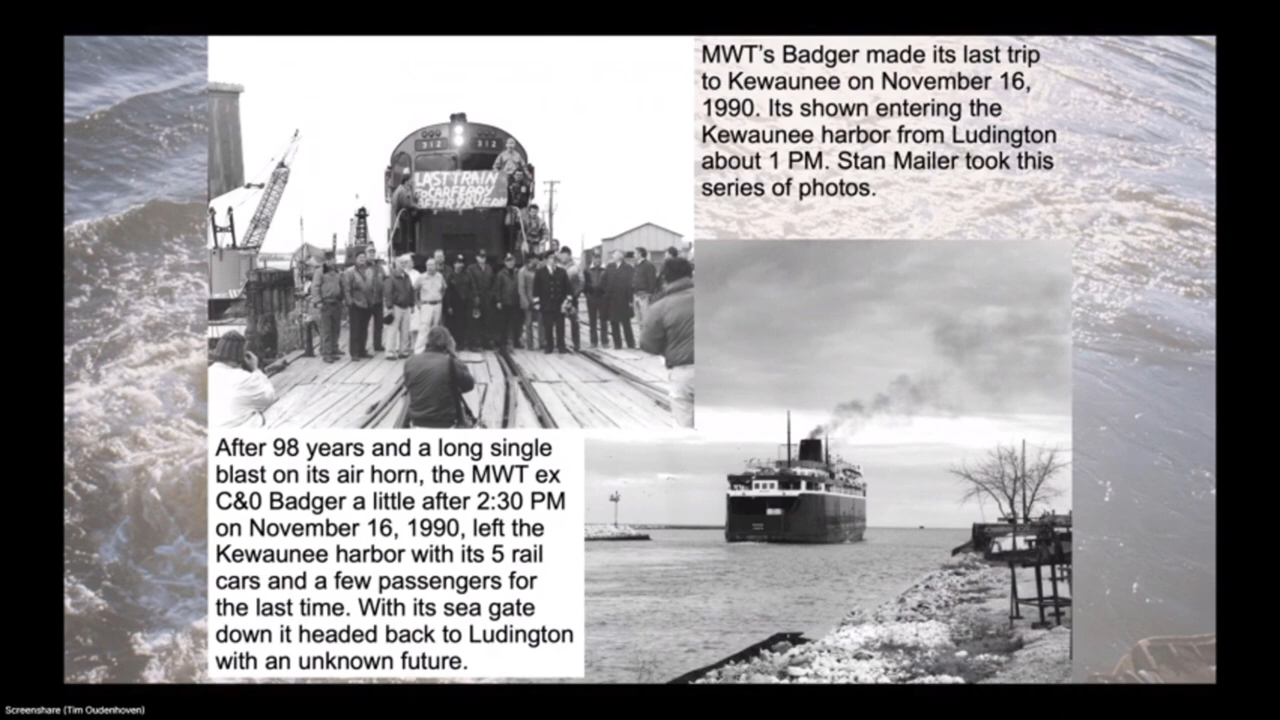 MWT's Badger made its last trip
to Kewaunee on November 16,
1990. Its shown entering the
Kewaunee harbor from Ludington
about 1 PM. Stan Mailer took this
series of photos.
312 312
LAST TRAIN
TO CARFERRY
AFTER
After 98 years and a long single
blast on its air horn, the MWT ex
C&0 Badger a little after 2:30 PM
on November 16, 1990, left the
Kewaunee harbor with its 5 rail
cars and a few passengers for
the last time. With its sea gate
down it headed back to Ludington
with an unknown future.
Screenshare (Tim Oudenhoven)